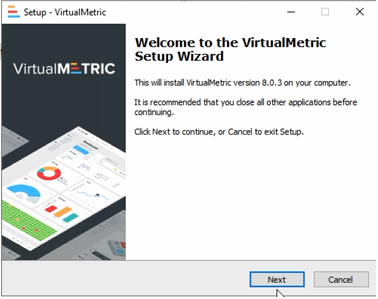 Setup - VirtualMetric
Welcome to the VirtualMetric
Setup Wizard
VirtualMETRIC
This will install VirtualMetric version 8.0.3 on your computer.
It is recommended that you close all other applications before
continuing.
Click Next to continue, or Cancel to exit Setup.
Next
Cancel